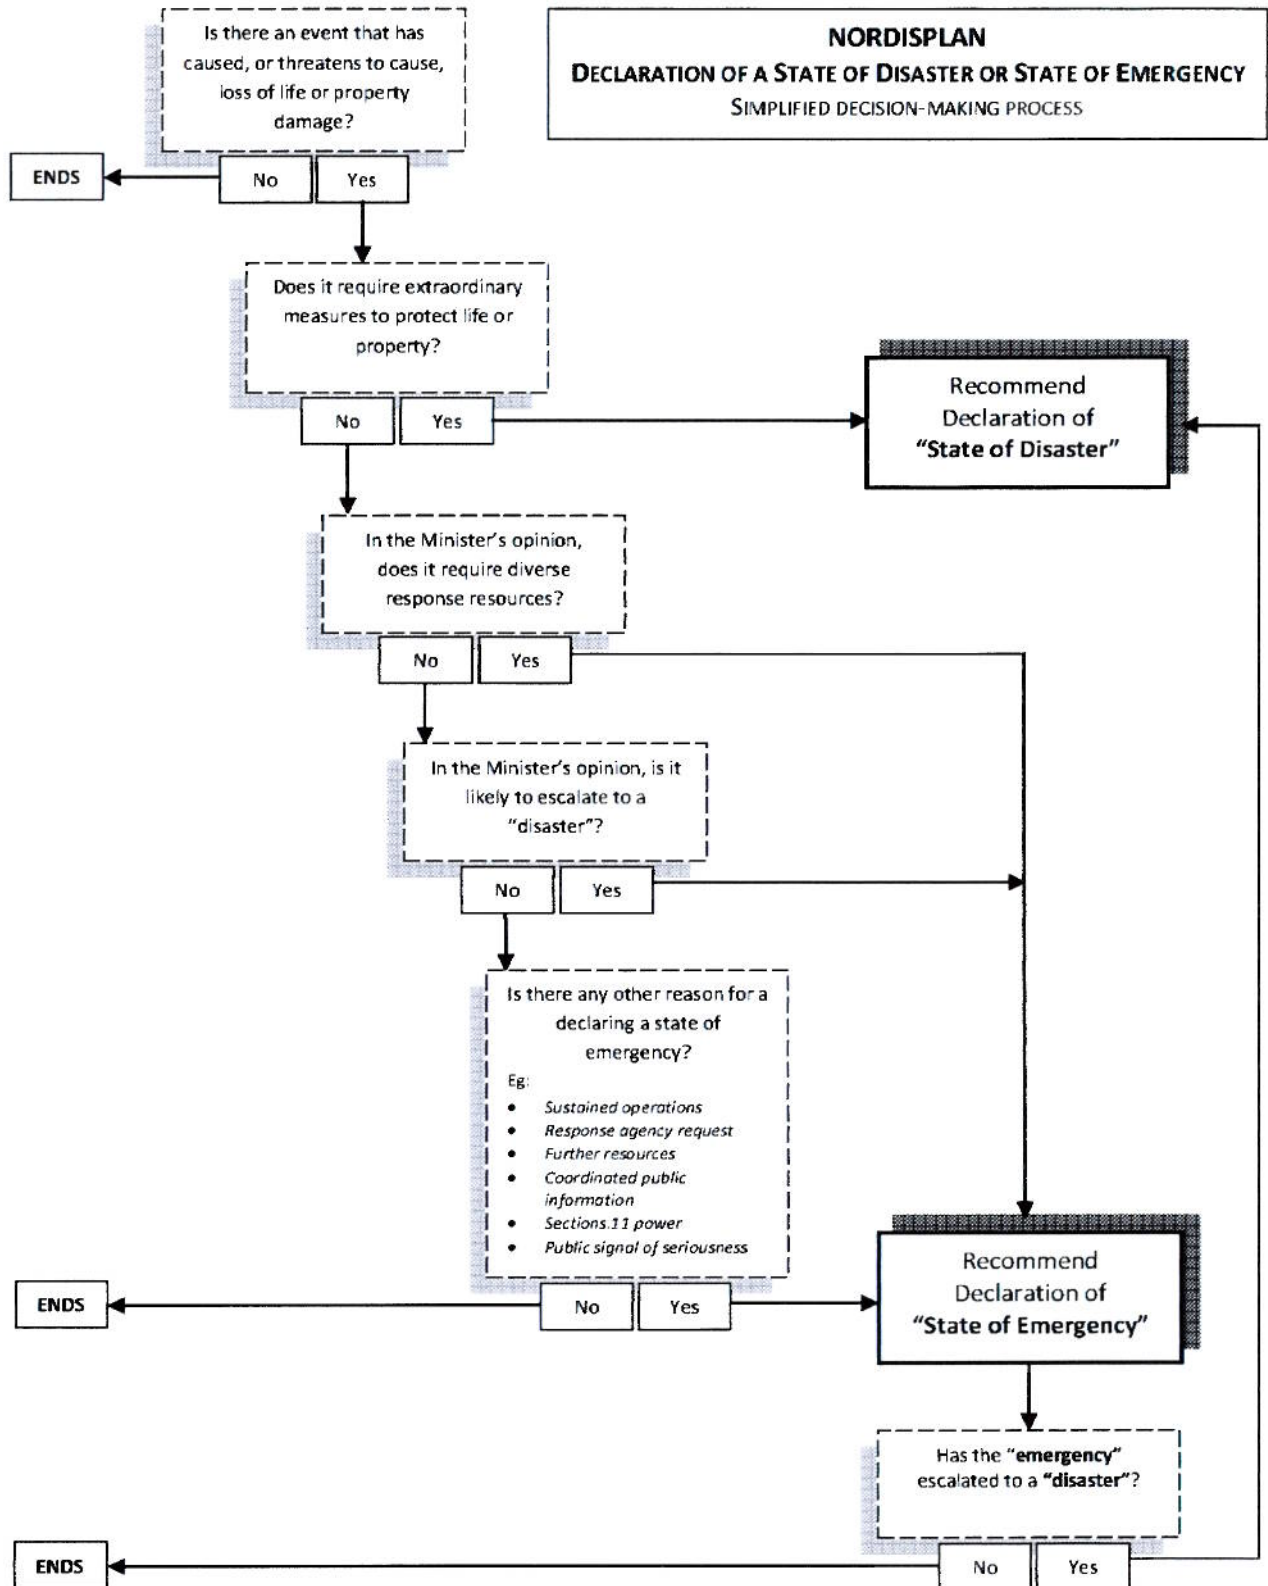 NORDISPLAN
DECLARATION OF A STATE OF DISASTER OR STATE OF EMERGENCY
SIMPLIFIED DECISION-MAKING PROCESS
Is there an event that has
caused, or threatens to cause,
loss of life or property
damage?
ENDS
No
Yes
Does it require extraordinary
measures to protect life or
property?
No
Yes
Recommend
Declaration of
“State of Disaster”
In the Minister’s opinion,
does it require diverse
response resources?
No
Yes
In the Minister’s opinion, is it
likely to escalate to a
“disaster”?
No
Yes
Is there any other reason for a
declaring a state of
emergency?
Eg:
• Sustained operations
• Response agency request
• Further resources
• Coordinated public
information
• Sections.11 power
• Public signal of seriousness
ENDS
No
Yes
Recommend
Declaration of
“State of Emergency”
Has the “emergency”
escalated to a “disaster”?
ENDS
No
Yes